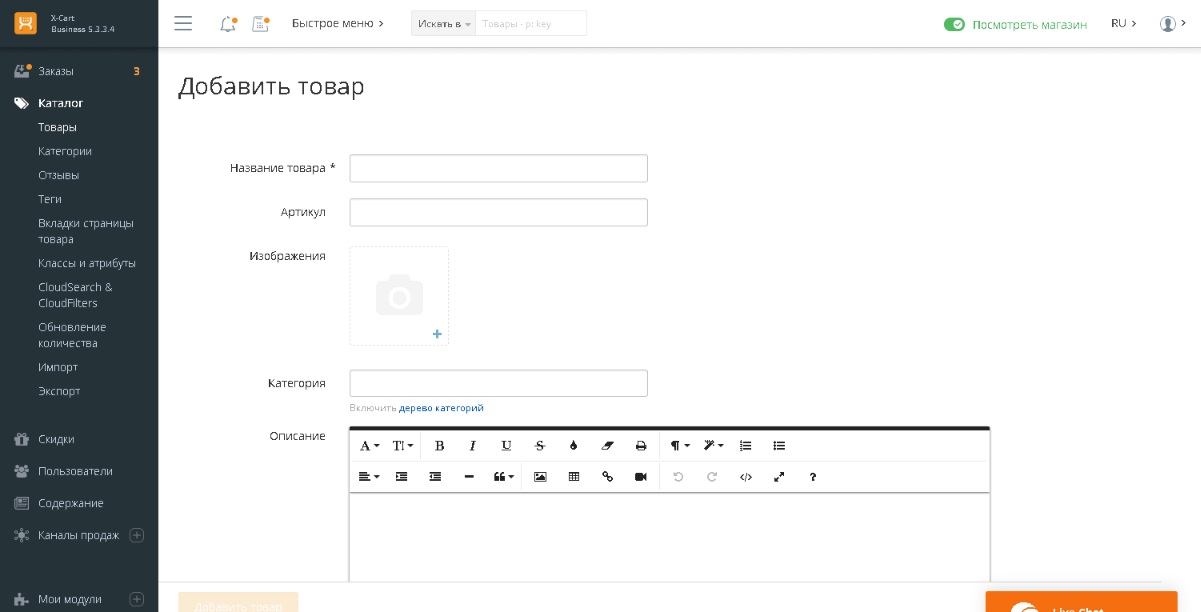 X-Cart
Business 5.3.3.4
Быстрое меню
Искать в
Товары - p: key
Посмотреть магазин
RU
Заказы
3
Каталог
Товары
Категории
Отзывы
Теги
Вкладки страницы
товара
Классы и атрибуты
CloudSearch &
CloudFilters
Обновление
количества
Импорт
Экспорт
Скидки
Пользователи
Содержание
Каналы продаж
Мои модули
Добавить товар
Название товара *
Артикул
Изображения
Категория
Включить дерево категорий
Описание
Добавить товар
Live Chat